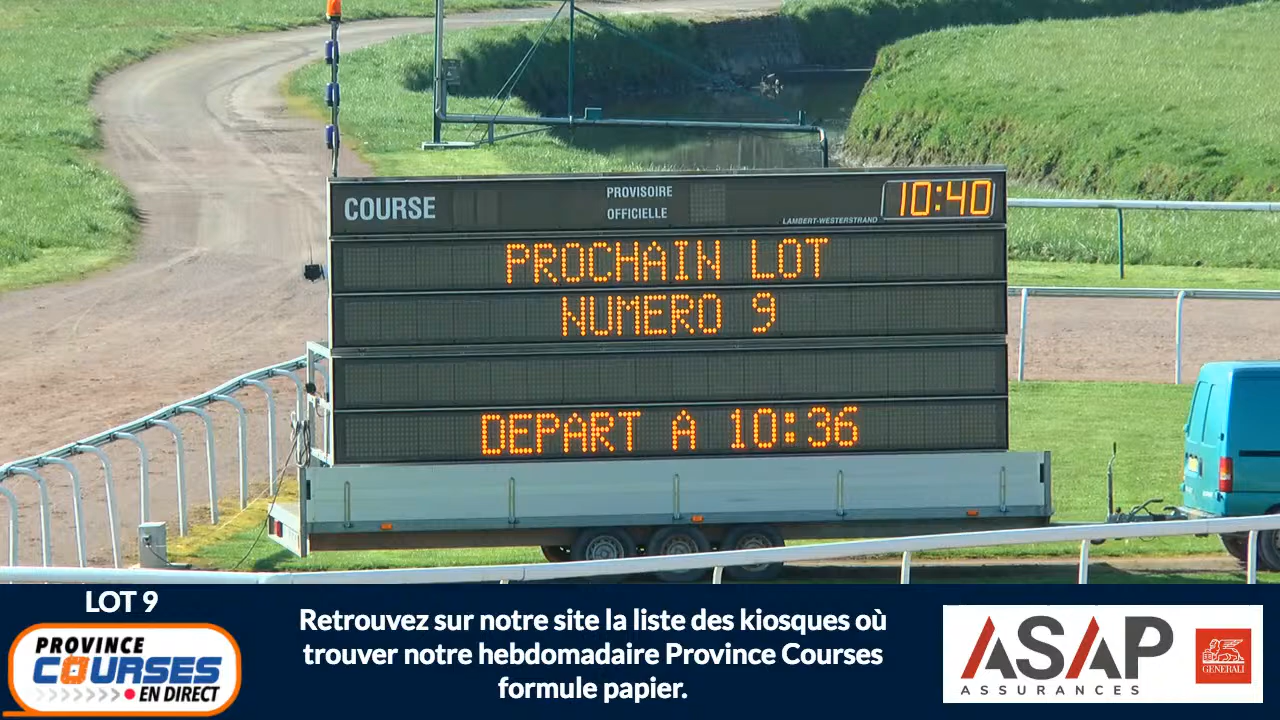 COURSE
PROVISOIRE
OFFICIELLE
LAMBERT-WESTERSTRAND
10:40
PROCHAIN LOT
NUMERO 9
DEPART A 10:36
LOT 9
PROVINCE
COURSES
EN DIRECT
Retrouvez sur notre site la liste des kiosques où
trouver notre hebdomadaire Province Courses
formule papier.
ASAP
ASSURANCES
GENERALI